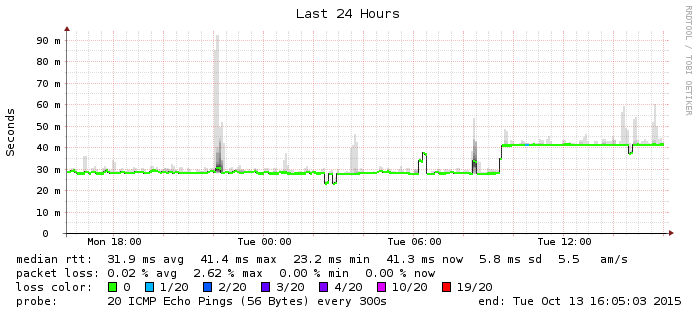 Last 24 Hours
RRDTOOL / TOBI OETIKER
Seconds
90 m
80 m
70 m
60 m
50 m
40 m
30 m
20 m
10 m
0
Mon 18:00 Tue 00:00 Tue 06:00 Tue 12:00
median rtt: 31.9 ms avg 41.4 ms max 23.2 ms min 41.3 ms now 5.8 ms sd 5.5 am/s
packet loss: 0.02 % avg 2.62 % max 0.00 % min 0.00 % now
loss color: 0 1/20 2/20 3/20 4/20 10/20 19/20
probe: 20 ICMP Echo Pings (56 Bytes) every 300s end: Tue Oct 13 16:05:03 2015